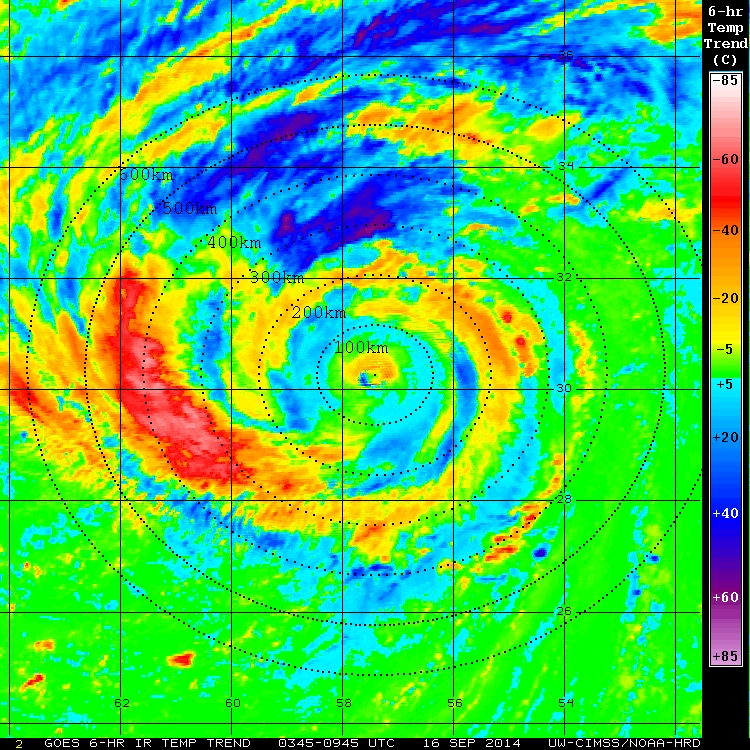 6-hr
Temp
Trend
(C)
-85
-60
-40
-20
-5
+5
+20
+40
+60
+85
36
34
600km
500km
400km
32
300km
200km
100km
30
28
26
62 60 58 56 54
2 GOES 6-HR IR TEMP TREND 0345-0945 UTC 16 SEP 2014 UW-CIMSS/NOAA-HRD